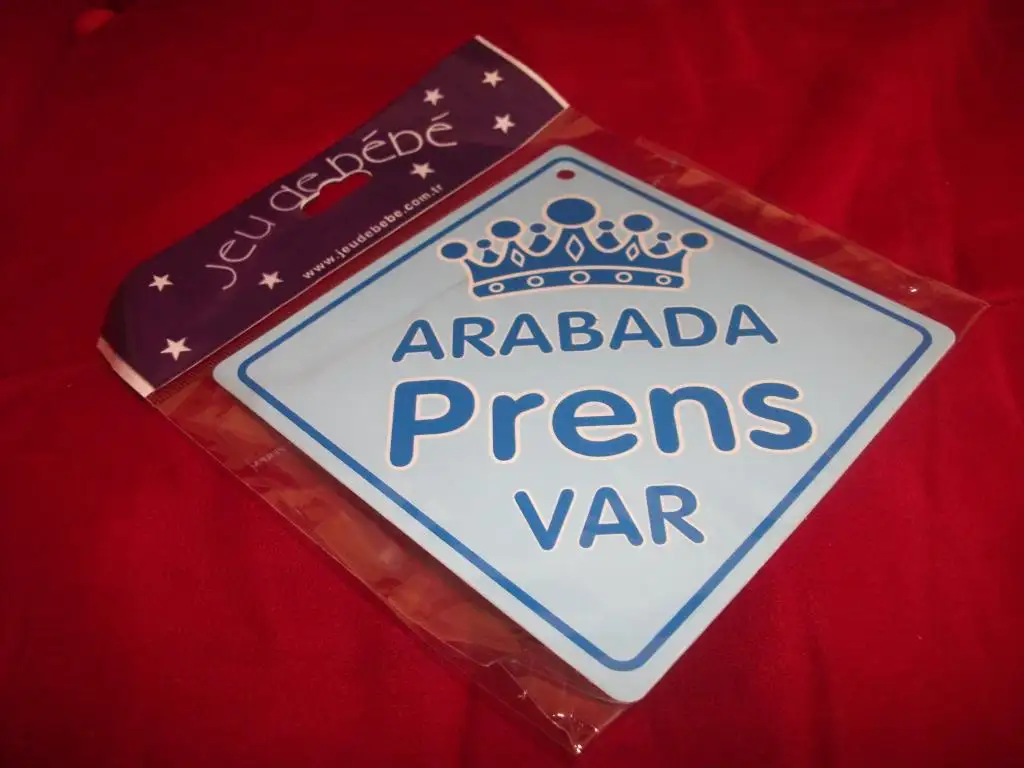 jeu de bébé
www.jeudebebe.com.tr
ARABADA
Prens
VAR